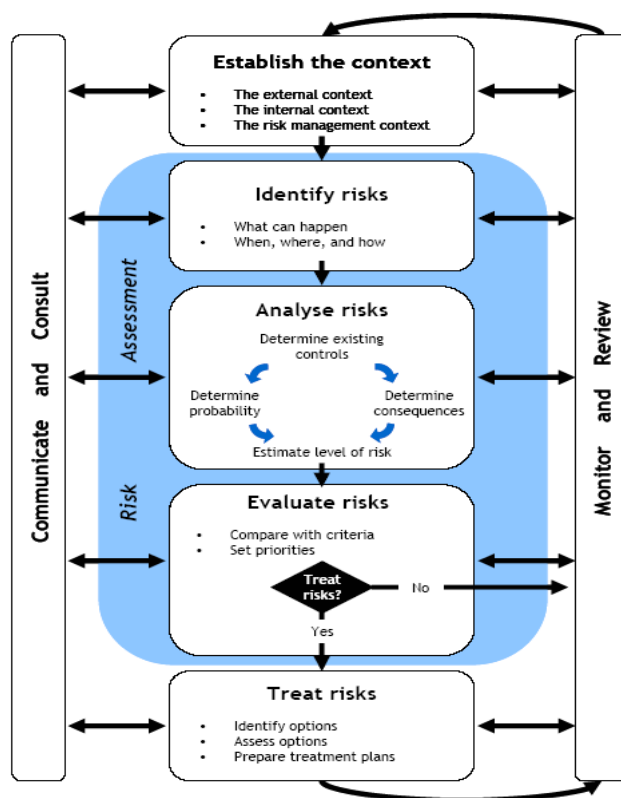 Establish the context
• The external context
• The internal context
• The risk management context
Identify risks
• What can happen
• When, where, and how
Analyse risks
Determine existing
controls
Determine
probability
Determine
consequences
Estimate level of risk
Evaluate risks
• Compare with criteria
• Set priorities
Treat
risks?
No
Yes
Treat risks
• Identify options
• Assess options
• Prepare treatment plans
Communicate and Consult
Risk Assessment
Monitor and Review